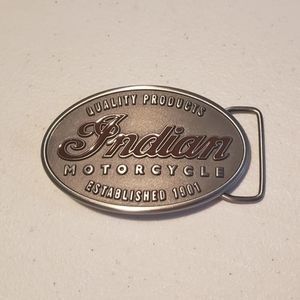 QUALITY PRODUCTS
Indian
MOTORCYCLE
ESTABLISHED 1901